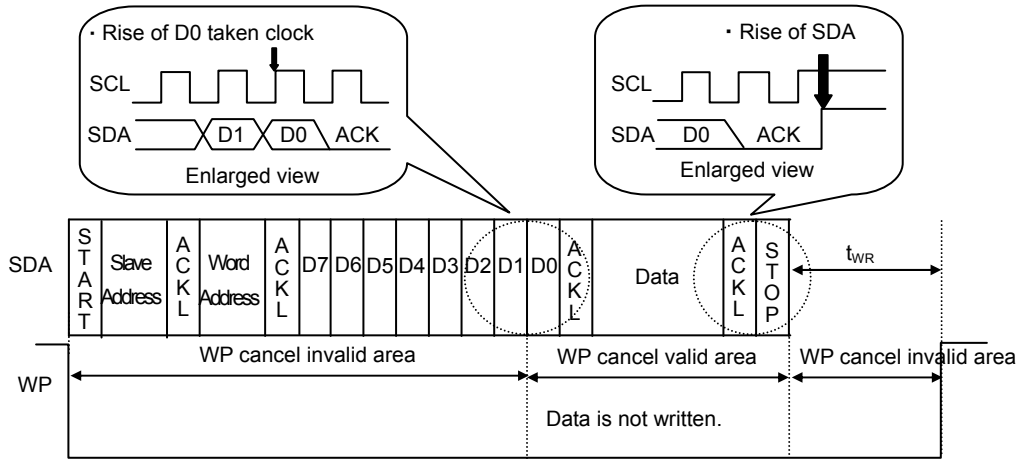 ・Rise of D0 taken clock
SCL
SDA D1 D0 ACK
Enlarged view
・Rise of SDA
SCL
SDA D0 ACK
Enlarged view
SDA START Slave Address ACKL Word Address ACKL D7 D6 D5 D4 D3 D2 D1 D0 ACKL Data ACKL STOP tWR
WP cancel invalid area WP cancel valid area WP cancel invalid area
WP
Data is not written.